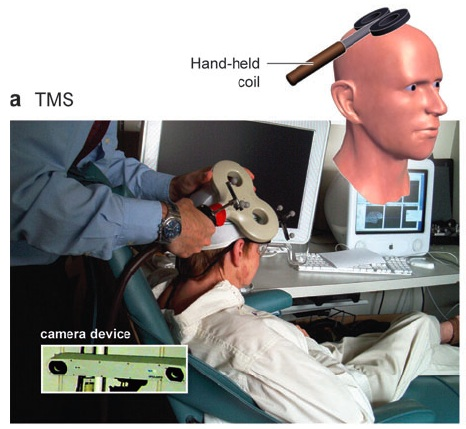 Hand-held
coil
a TMS
camera device